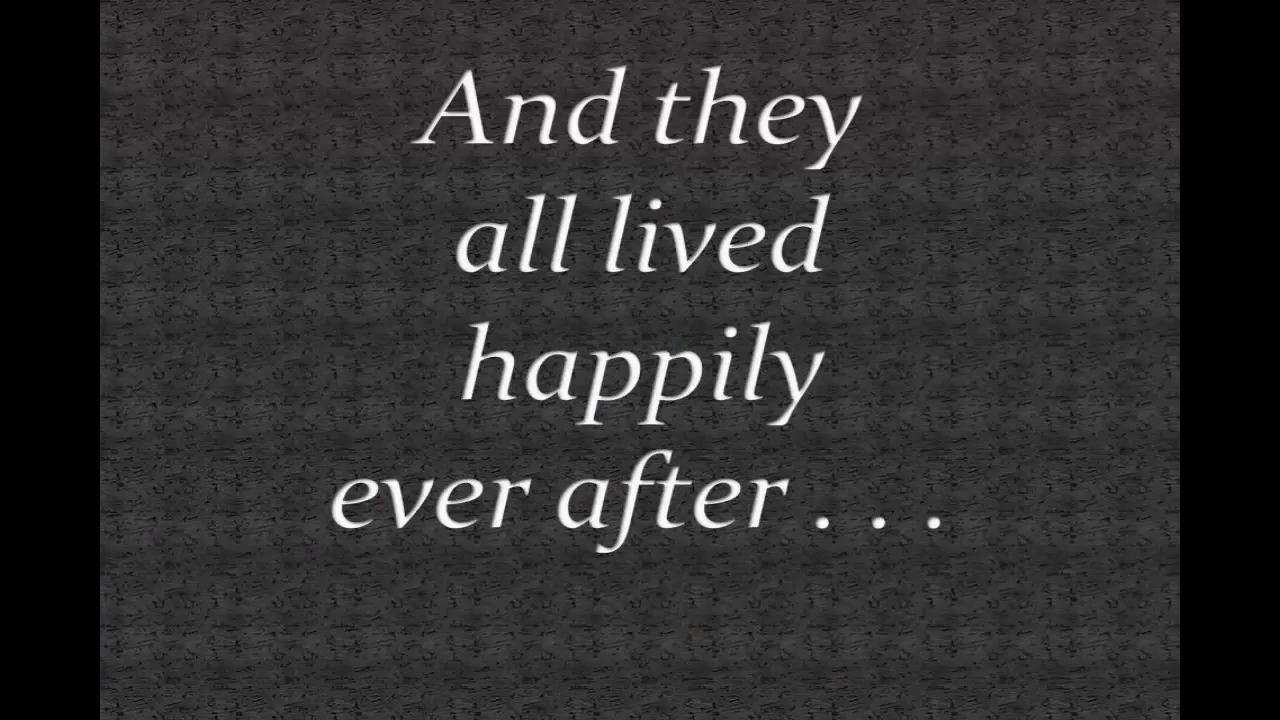 And they
all lived
happily
ever after . . .